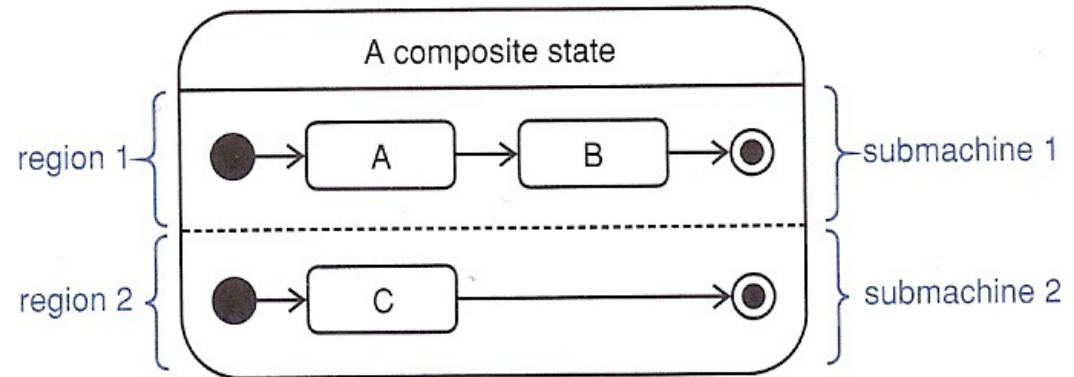 A composite state
region 1
A
B
submachine 1
region 2
C
submachine 2